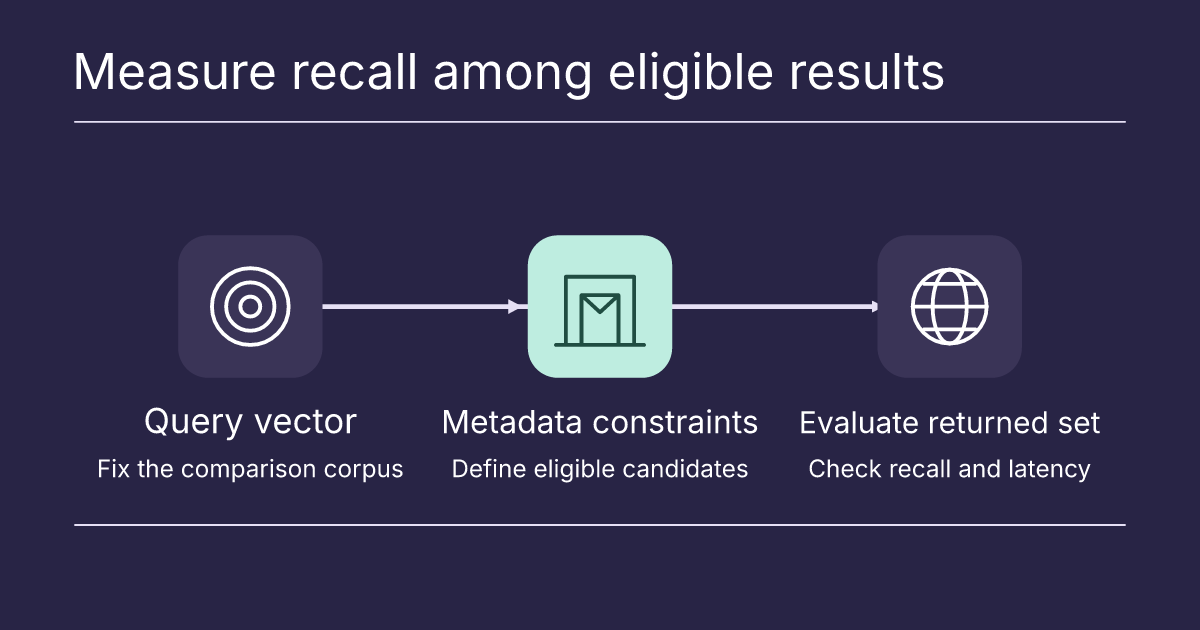 Measure recall among eligible results
Query vector
Fix the comparison corpus
Metadata constraints
Define eligible candidates
Evaluate returned set
Check recall and latency